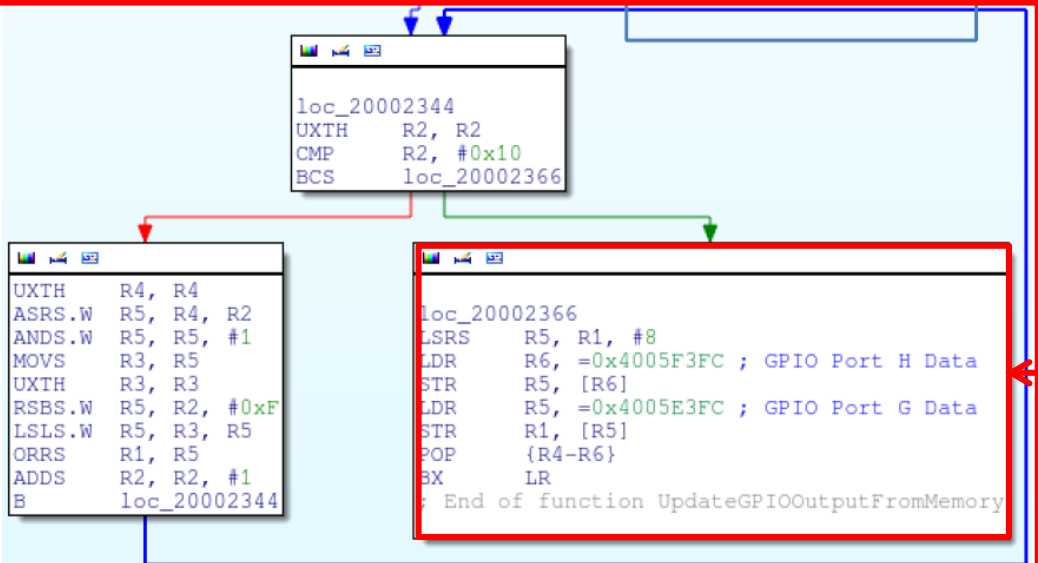 loc_20002344
UXTH R2, R2
CMP R2, #0x10
BCS loc_20002366
UXTH R4, R4
ASRS.W R5, R4, R2
ANDS.W R5, R5, #1
MOVS R3, R5
UXTH R3, R3
RSBS.W R5, R2, #0xF
LSLS.W R5, R3, R5
ORRS R1, R5
ADDS R2, R2, #1
B loc_20002344
loc_20002366
LSRS R5, R1, #8
LDR R6, =0x4005F3FC ; GPIO Port H Data
STR R5, [R6]
LDR R5, =0x4005E3FC ; GPIO Port G Data
STR R1, [R5]
POP {R4-R6}
BX LR
; End of function UpdateGPIOOutputFromMemory